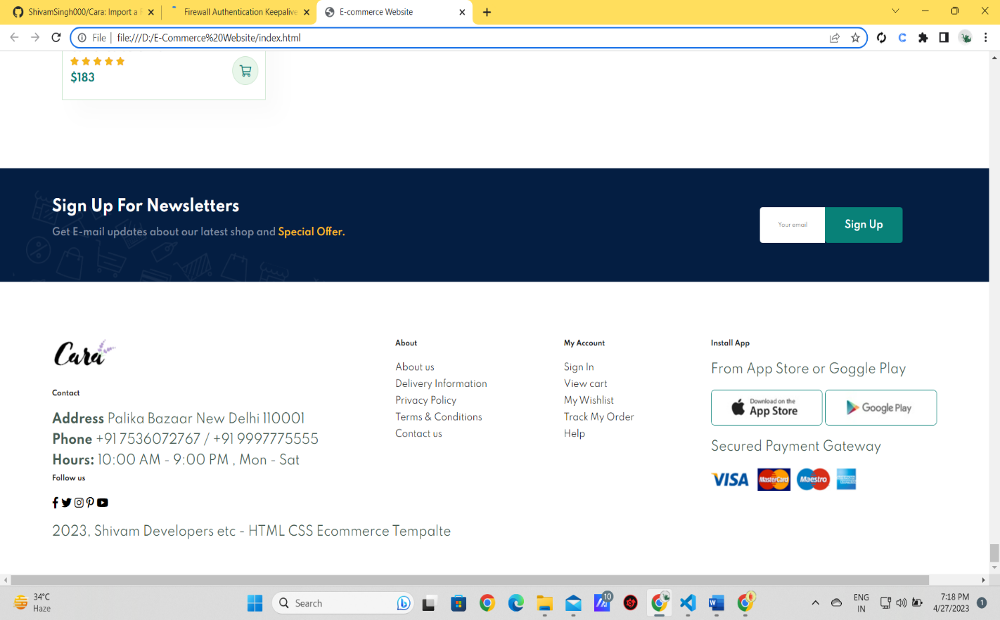 ShivamSingh000/Cara: Import a F
Firewall Authentication Keepalive
E-commerce Website
File
file:///D:/E-Commerce%20Website/index.html
$183
Sign Up For Newsletters
Get E-mail updates about our latest shop and Special Offer.
Your email
Sign Up
Cara
Contact
Address Palika Bazaar New Delhi 110001
Phone +91 7536072767 / +91 9997775555
Hours: 10:00 AM - 9:00 PM , Mon - Sat
Follow us
2023, Shivam Developers etc - HTML CSS Ecommerce Tempalte
About
About us
Delivery Information
Privacy Policy
Terms & Conditions
Contact us
My Account
Sign In
View cart
My Wishlist
Track My Order
Help
Install App
From App Store or Goggle Play
Download on the
App Store
Google Play
Secured Payment Gateway
VISA
MasterCard
Maestro
AMERICAN EXPRESS
34°C
Haze
Search
10
ENG
IN
7:18 PM
4/27/2023
1